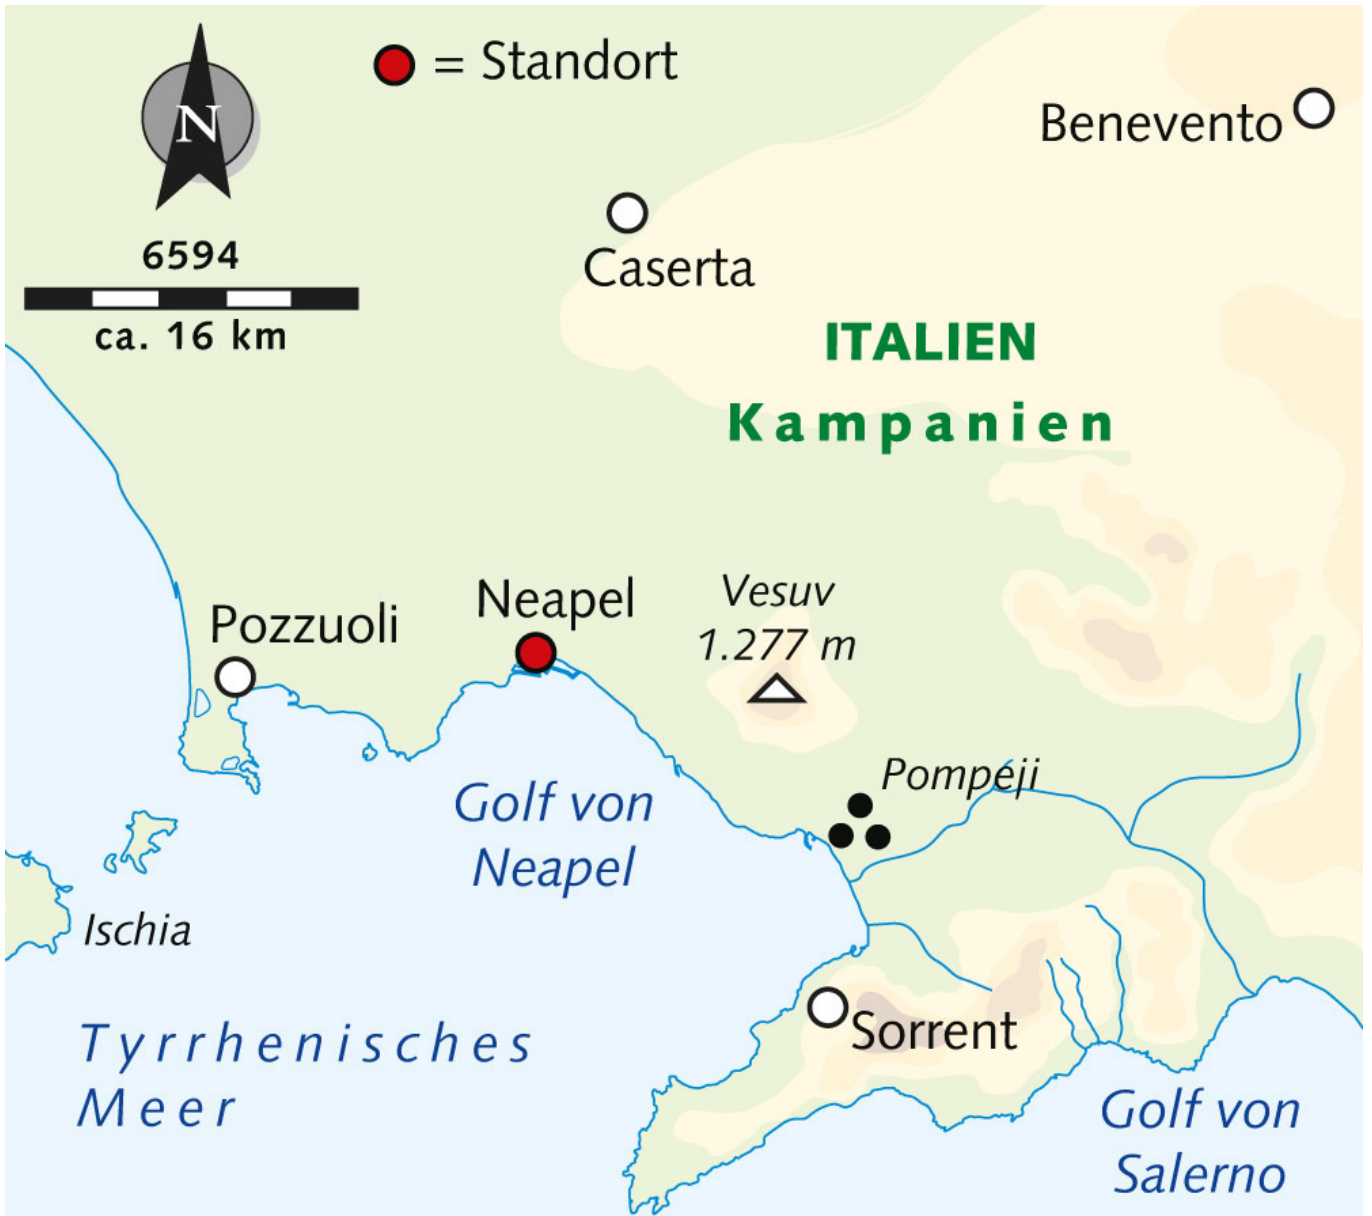 = Standort
N
6594
ca. 16 km
Benevento
Caserta
ITALIEN
Kampanien
Vesuv
1.277 m
Neapel
Pozzuoli
Pompeji
Golf von
Neapel
Ischia
Sorrent
Tyrrhenisches
Meer
Golf von
Salerno